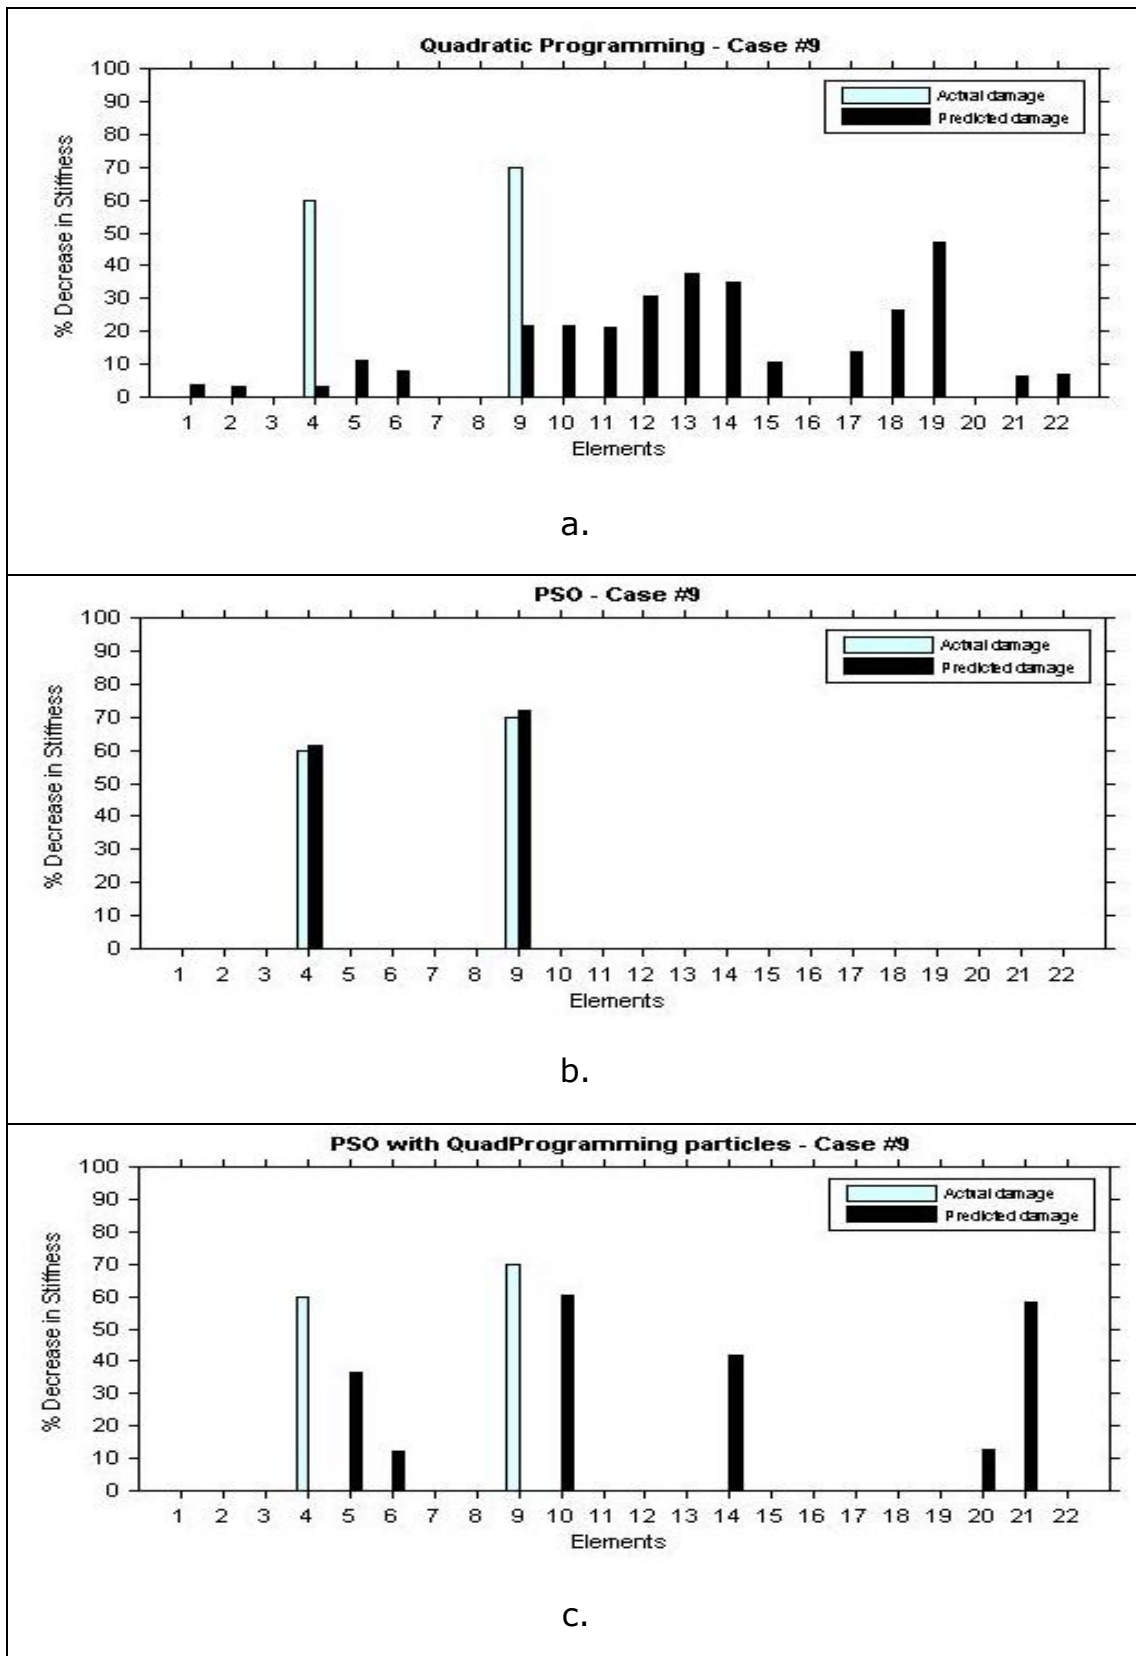 Quadratic Programming - Case #9
100
90
80
70
60
50
40
30
20
10
0
% Decrease in Stiffness
Actual damage
Predicted damage
1 2 3 4 5 6 7 8 9 10 11 12 13 14 15 16 17 18 19 20 21 22
Elements
a.
PSO - Case #9
100
90
80
70
60
50
40
30
20
10
0
% Decrease in Stiffness
Actual damage
Predicted damage
1 2 3 4 5 6 7 8 9 10 11 12 13 14 15 16 17 18 19 20 21 22
Elements
b.
PSO with QuadProgramming particles - Case #9
100
90
80
70
60
50
40
30
20
10
0
% Decrease in Stiffness
Actual damage
Predicted damage
1 2 3 4 5 6 7 8 9 10 11 12 13 14 15 16 17 18 19 20 21 22
Elements
c.